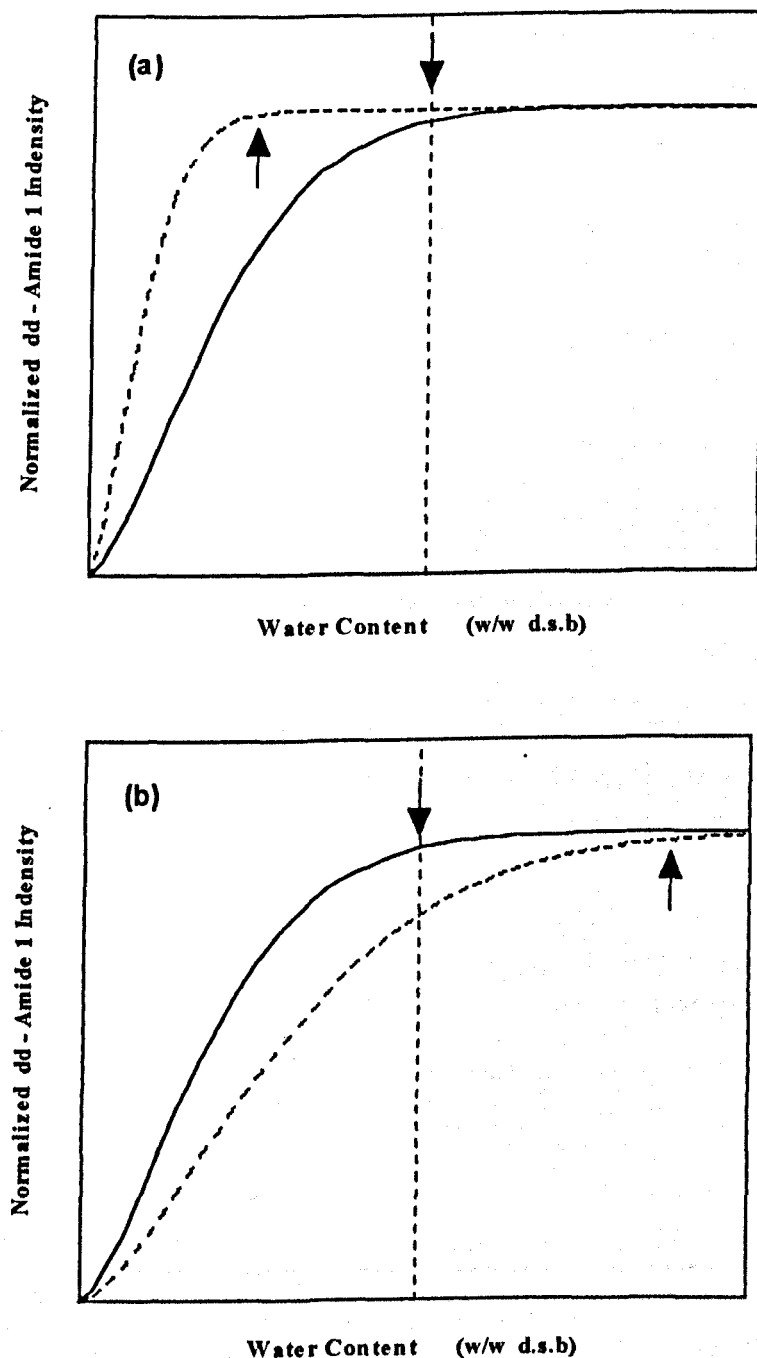 (a)
Normalized dd - Amide 1 Indensity
Water Content (w/w d.s.b)
(b)
Normalized dd - Amide 1 Indensity
Water Content (w/w d.s.b)